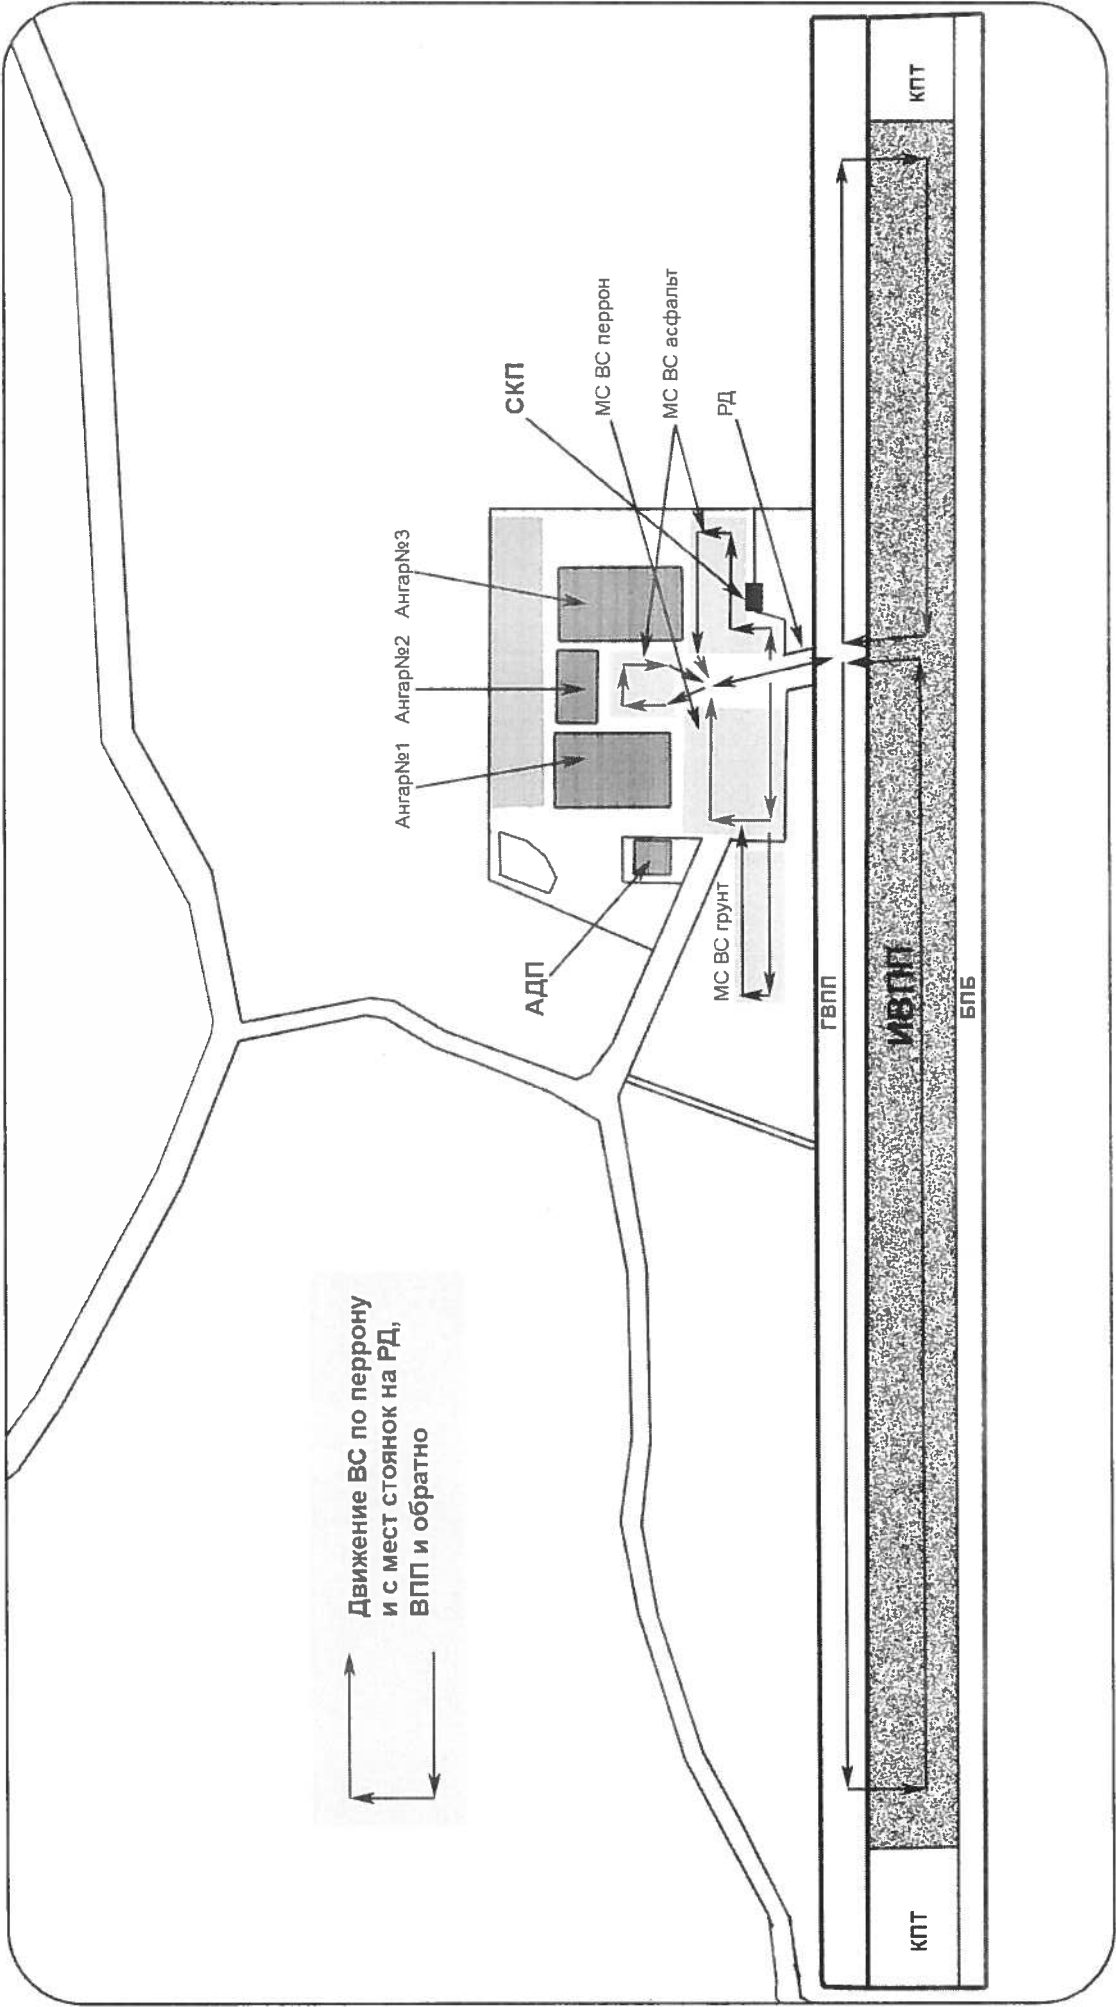 Движение ВС по перрону
и с мест стоянок на РД,
ВПП и обратно
Ангар№1
Ангар№2
Ангар№3
АДП
СКП
МС ВС перрон
МС ВС асфальт
РД
МС ВС грунт
ГВПП
КПТ
ИВПП
КПТ
БПБ